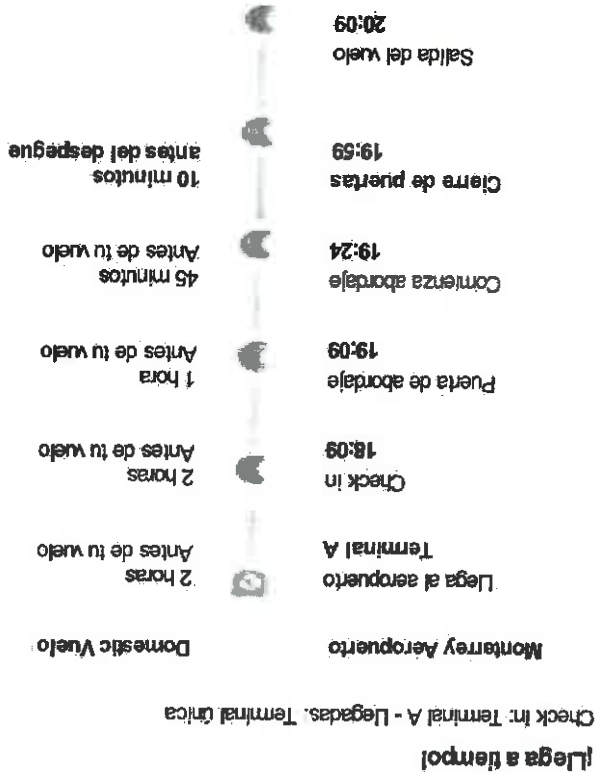 ¡Llega a tiempo!
Check in: Terminal A - Llegadas. Terminal única
Monterrey Aeropuerto
Domestic Vuelo
Llega al aeropuerto
Terminal A
2 horas
Antes de tu vuelo
Check in
18:09
2 horas
Antes de tu vuelo
Puerta de abordaje
19:09
1 hora
Antes de tu vuelo
Comienza abordaje
19:24
45 minutos
Antes de tu vuelo
Cierre de puertas
19:59
10 minutos
antes del despegue
Salida del vuelo
20:09